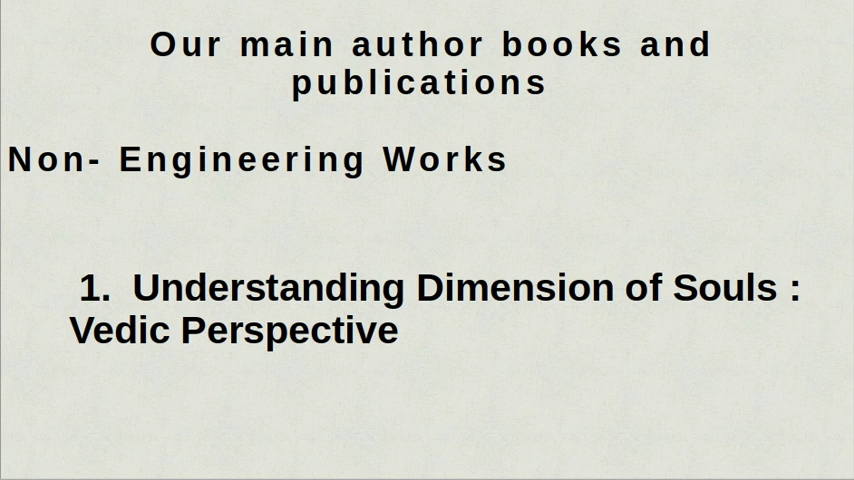 Our main author books and
publications
Non- Engineering Works
1. Understanding Dimension of Souls :
Vedic Perspective